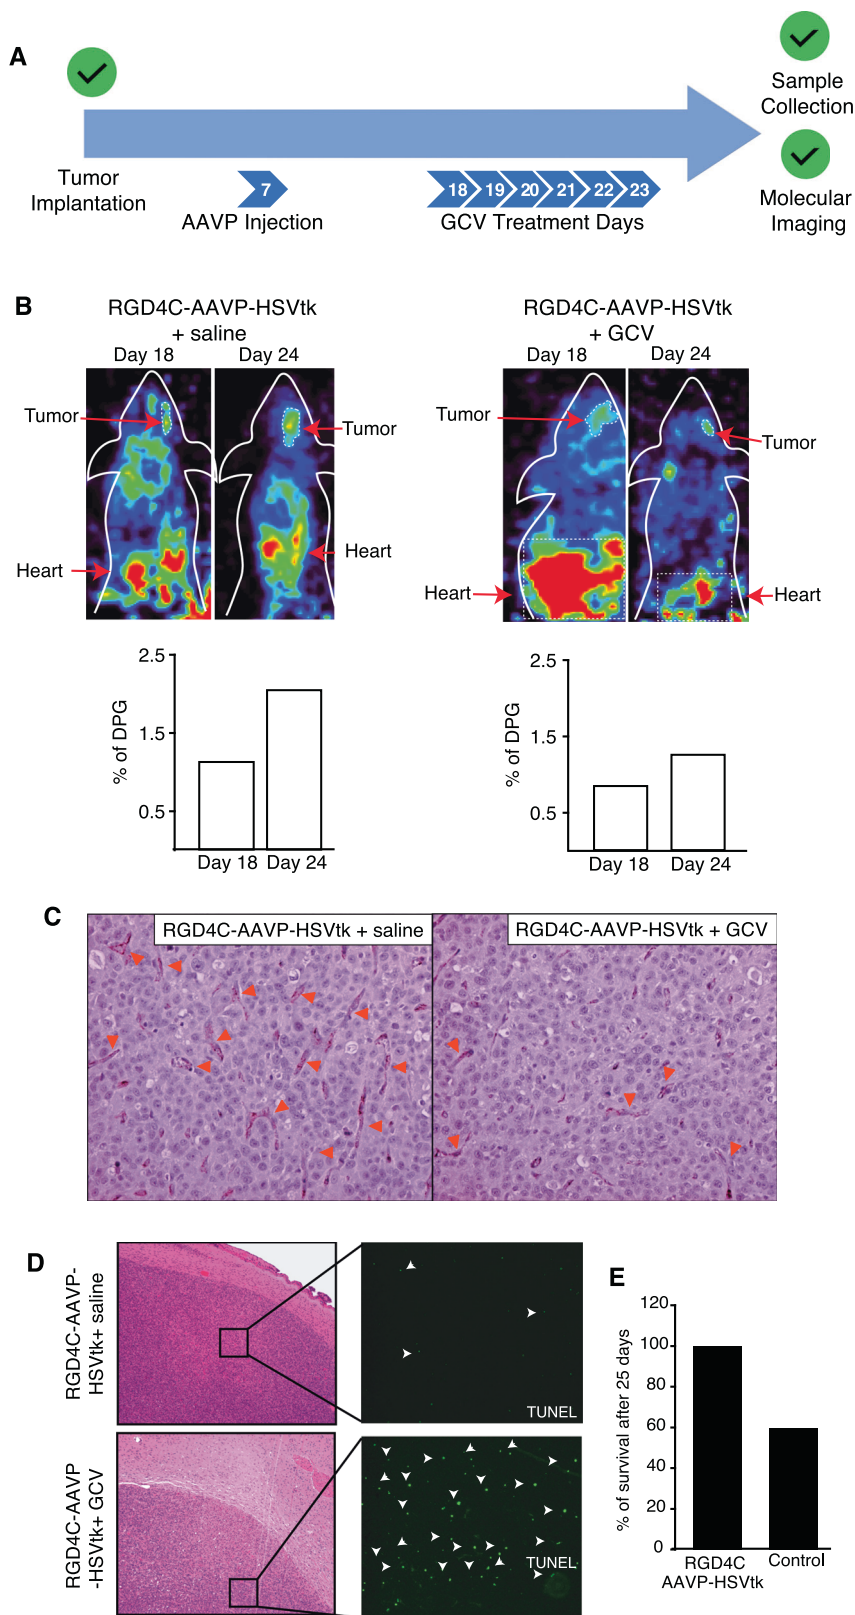 A
Sample
Collection
Tumor
Implantation
7
AAVP Injection
18 19 20 21 22 23
GCV Treatment Days
Molecular
Imaging
B
RGD4C-AAVP-HSVtk
+ saline
Day 18
Day 24
Tumor
Tumor
Heart
Heart
RGD4C-AAVP-HSVtk
+ GCV
Day 18
Day 24
Tumor
Tumor
Heart
Heart
2.5
1.5
0.5
% of DPG
Day 18
Day 24
2.5
1.5
0.5
% of DPG
Day 18
Day 24
C
RGD4C-AAVP-HSVtk + saline
RGD4C-AAVP-HSVtk + GCV
D
RGD4C-AAVP-
HSVtk+ saline
TUNEL
RGD4C-AAVP
-HSVtk+ GCV
TUNEL
E
% of survival after 25 days
120
100
80
60
40
20
0
RGD4C
AAVP-HSVtk
Control